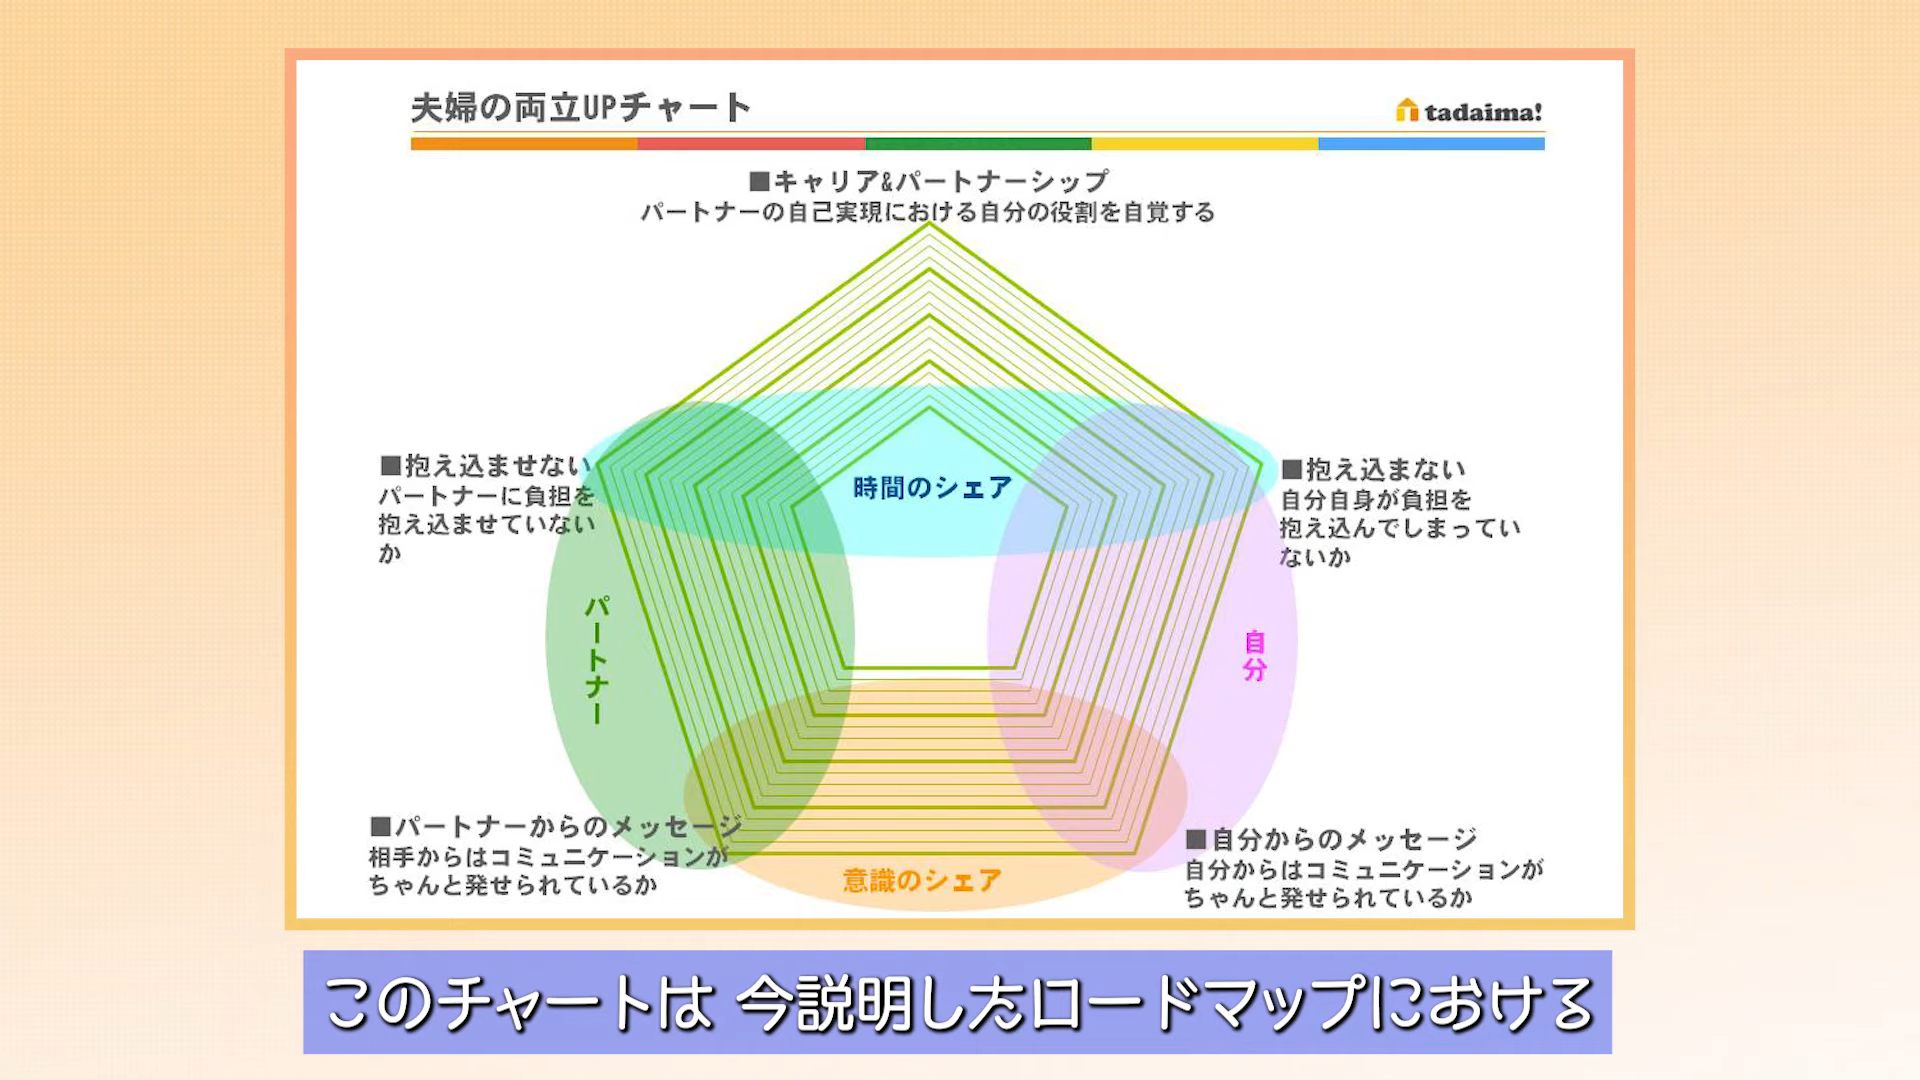 夫婦の両立UPチャート
tadaima!
■キャリア&パートナーシップ
パートナーの自己実現における自分の役割を自覚する
■抱え込ませない
パートナーに負担を
抱え込ませていない
か
時間のシェア
■抱え込まない
自分自身が負担を
抱え込んでしまってい
ないか
パートナー
自分
■パートナーからのメッセージ
相手からはコミュニケーションが
ちゃんと発せられているか
意識のシェア
■自分からのメッセージ
自分からはコミュニケーションが
ちゃんと発せられているか
このチャートは 今説明したロードマップにおける